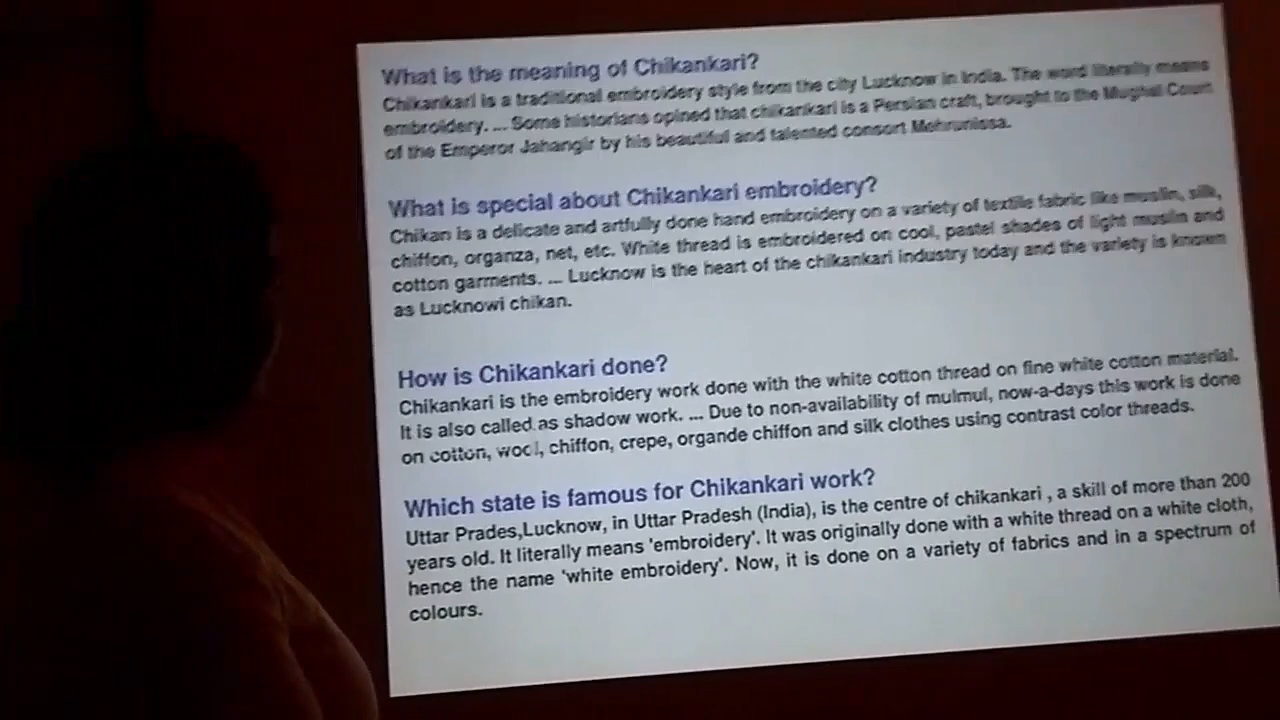 What is the meaning of Chikankari?
Chikankari is a traditional embroidery style from the city Lucknow in India. The word literally means
embroidery. ... Some historians opined that chikankari is a Persian craft, brought to the Mughal Court
of the Emperor Jahangir by his beautiful and talented consort Mehrunissa.
What is special about Chikankari embroidery?
Chikan is a delicate and artfully done hand embroidery on a variety of textile fabric like muslin, silk,
chiffon, organza, net, etc. White thread is embroidered on cool, pastel shades of light muslin and
cotton garments. ... Lucknow is the heart of the chikankari industry today and the variety is known
as Lucknowi chikan.
How is Chikankari done?
Chikankari is the embroidery work done with the white cotton thread on fine white cotton material.
It is also called as shadow work. ... Due to non-availability of mulmul, now-a-days this work is done
on cotton, wool, chiffon, crepe, organde chiffon and silk clothes using contrast color threads.
Which state is famous for Chikankari work?
Uttar Prades,Lucknow, in Uttar Pradesh (India), is the centre of chikankari , a skill of more than 200
years old. It literally means 'embroidery'. It was originally done with a white thread on a white cloth,
hence the name 'white embroidery'. Now, it is done on a variety of fabrics and in a spectrum of
colours.